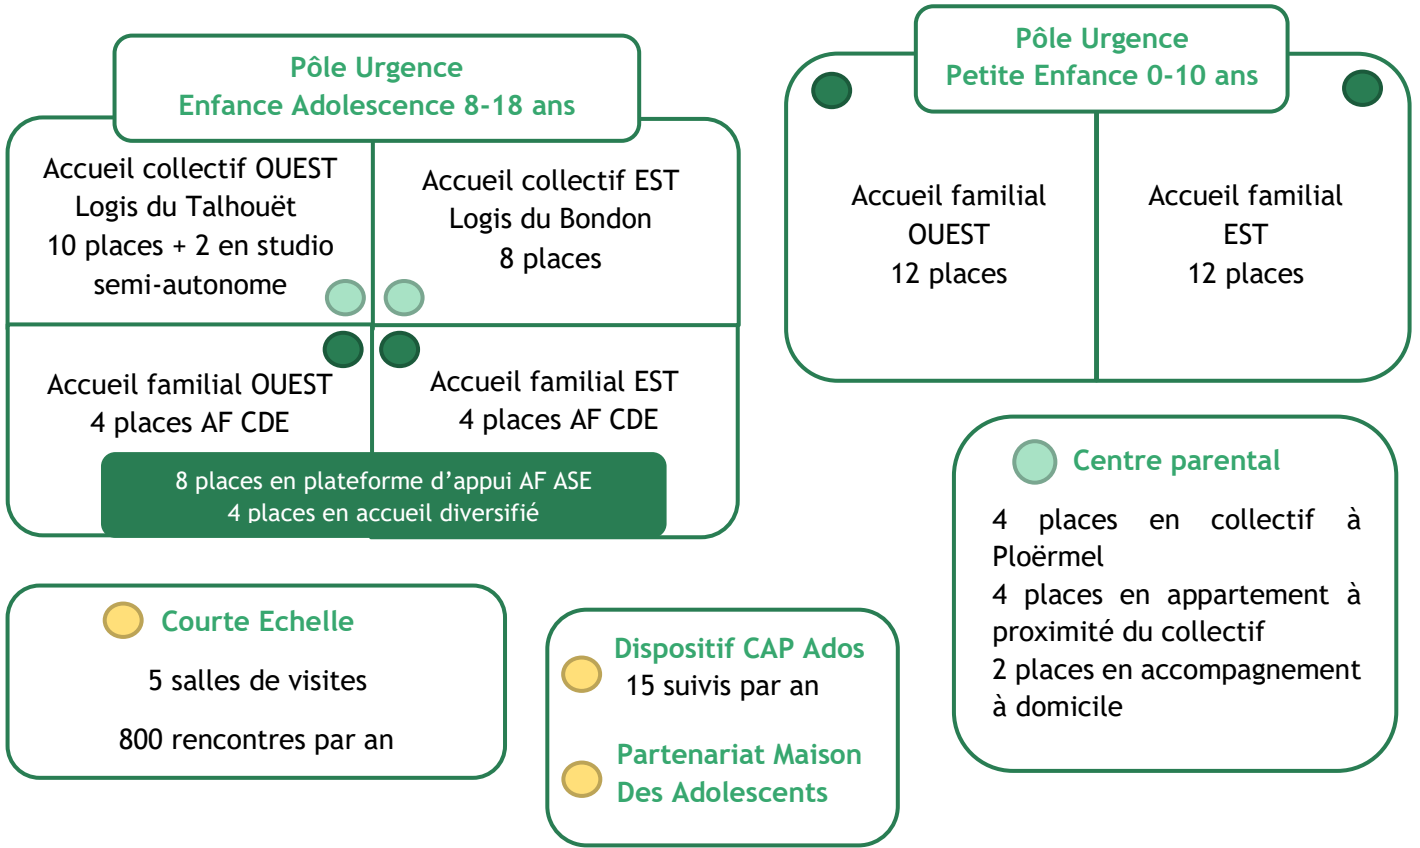 Pôle Urgence
Enfance Adolescence 8-18 ans
Accueil collectif OUEST
Logis du Talhouët
10 places + 2 en studio
semi-autonome
Accueil collectif EST
Logis du Bondon
8 places
Accueil familial OUEST
4 places AF CDE
Accueil familial EST
4 places AF CDE
8 places en plateforme d'appui AF ASE
4 places en accueil diversifié
Pôle Urgence
Petite Enfance 0-10 ans
Accueil familial
OUEST
12 places
Accueil familial
EST
12 places
Centre parental
4 places en collectif à
Ploërmel
4 places en appartement à
proximité du collectif
2 places en accompagnement
à domicile
Courte Echelle
5 salles de visites
800 rencontres par an
Dispositif CAP Ados
15 suivis par an
Partenariat Maison
Des Adolescents